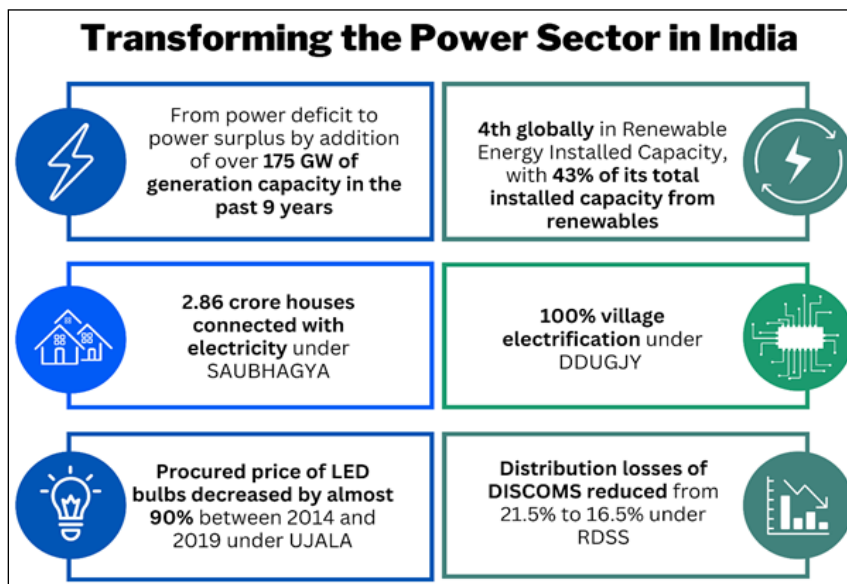 Transforming the Power Sector in India
From power deficit to
power surplus by addition
of over 175 GW of
generation capacity in the
past 9 years
4th globally in Renewable
Energy Installed Capacity,
with 43% of its total
installed capacity from
renewables
2.86 crore houses
connected with
electricity under
SAUBHAGYA
100% village
electrification under
DDUGJY
Procured price of LED
bulbs decreased by almost
90% between 2014 and
2019 under UJALA
Distribution losses of
DISCOMS reduced from
21.5% to 16.5% under
RDSS